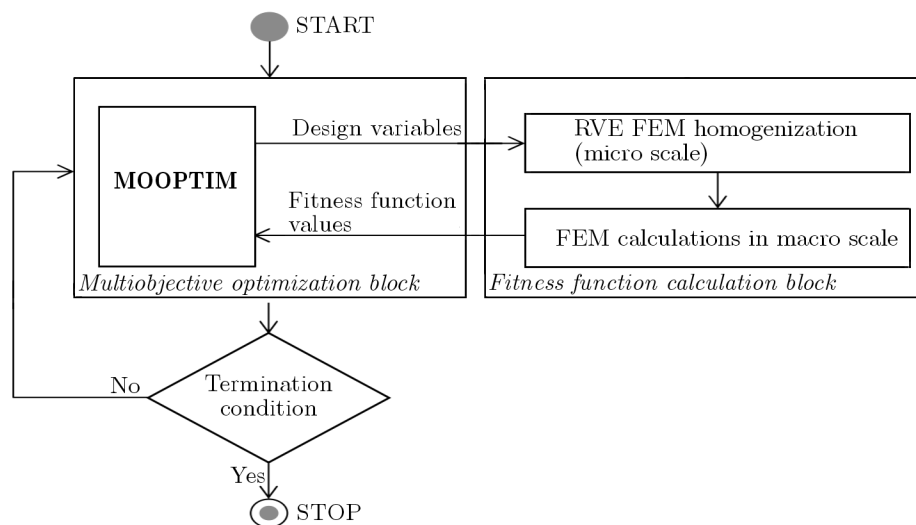 START
Design variables
MOOPTIM
Fitness function
values
Multiobjective optimization block
RVE FEM homogenization
(micro scale)
FEM calculations in macro scale
Fitness function calculation block
No
Termination
condition
Yes
STOP